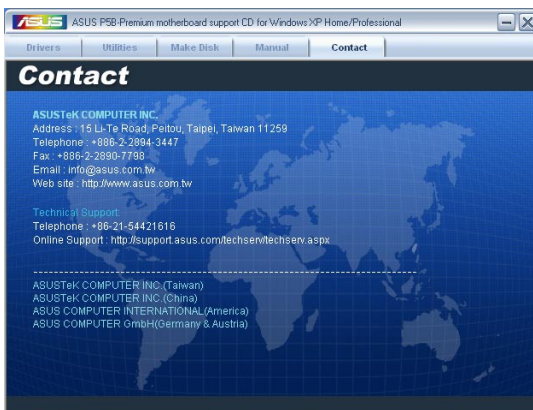 ASUS
ASUS P5B-Premium motherboard support CD for Windows XP Home/Professional
Drivers
Utilities
Make Disk
Manual
Contact
Contact
ASUSTeK COMPUTER INC.
Address : 15 Li-Te Road, Peitou, Taipei, Taiwan 11259
Telephone : +886-2-2894-3447
Fax : +886-2-2890-7798
Email : info@asus.com.tw
Web site : http://www.asus.com.tw
Technical Support
Telephone : +86-21-54421616
Online Support : http://support.asus.com/techserv/techserv.aspx
ASUSTeK COMPUTER INC.(Taiwan)
ASUSTeK COMPUTER INC.(China)
ASUS COMPUTER INTERNATIONAL(America)
ASUS COMPUTER GmbH(Germany & Austria)